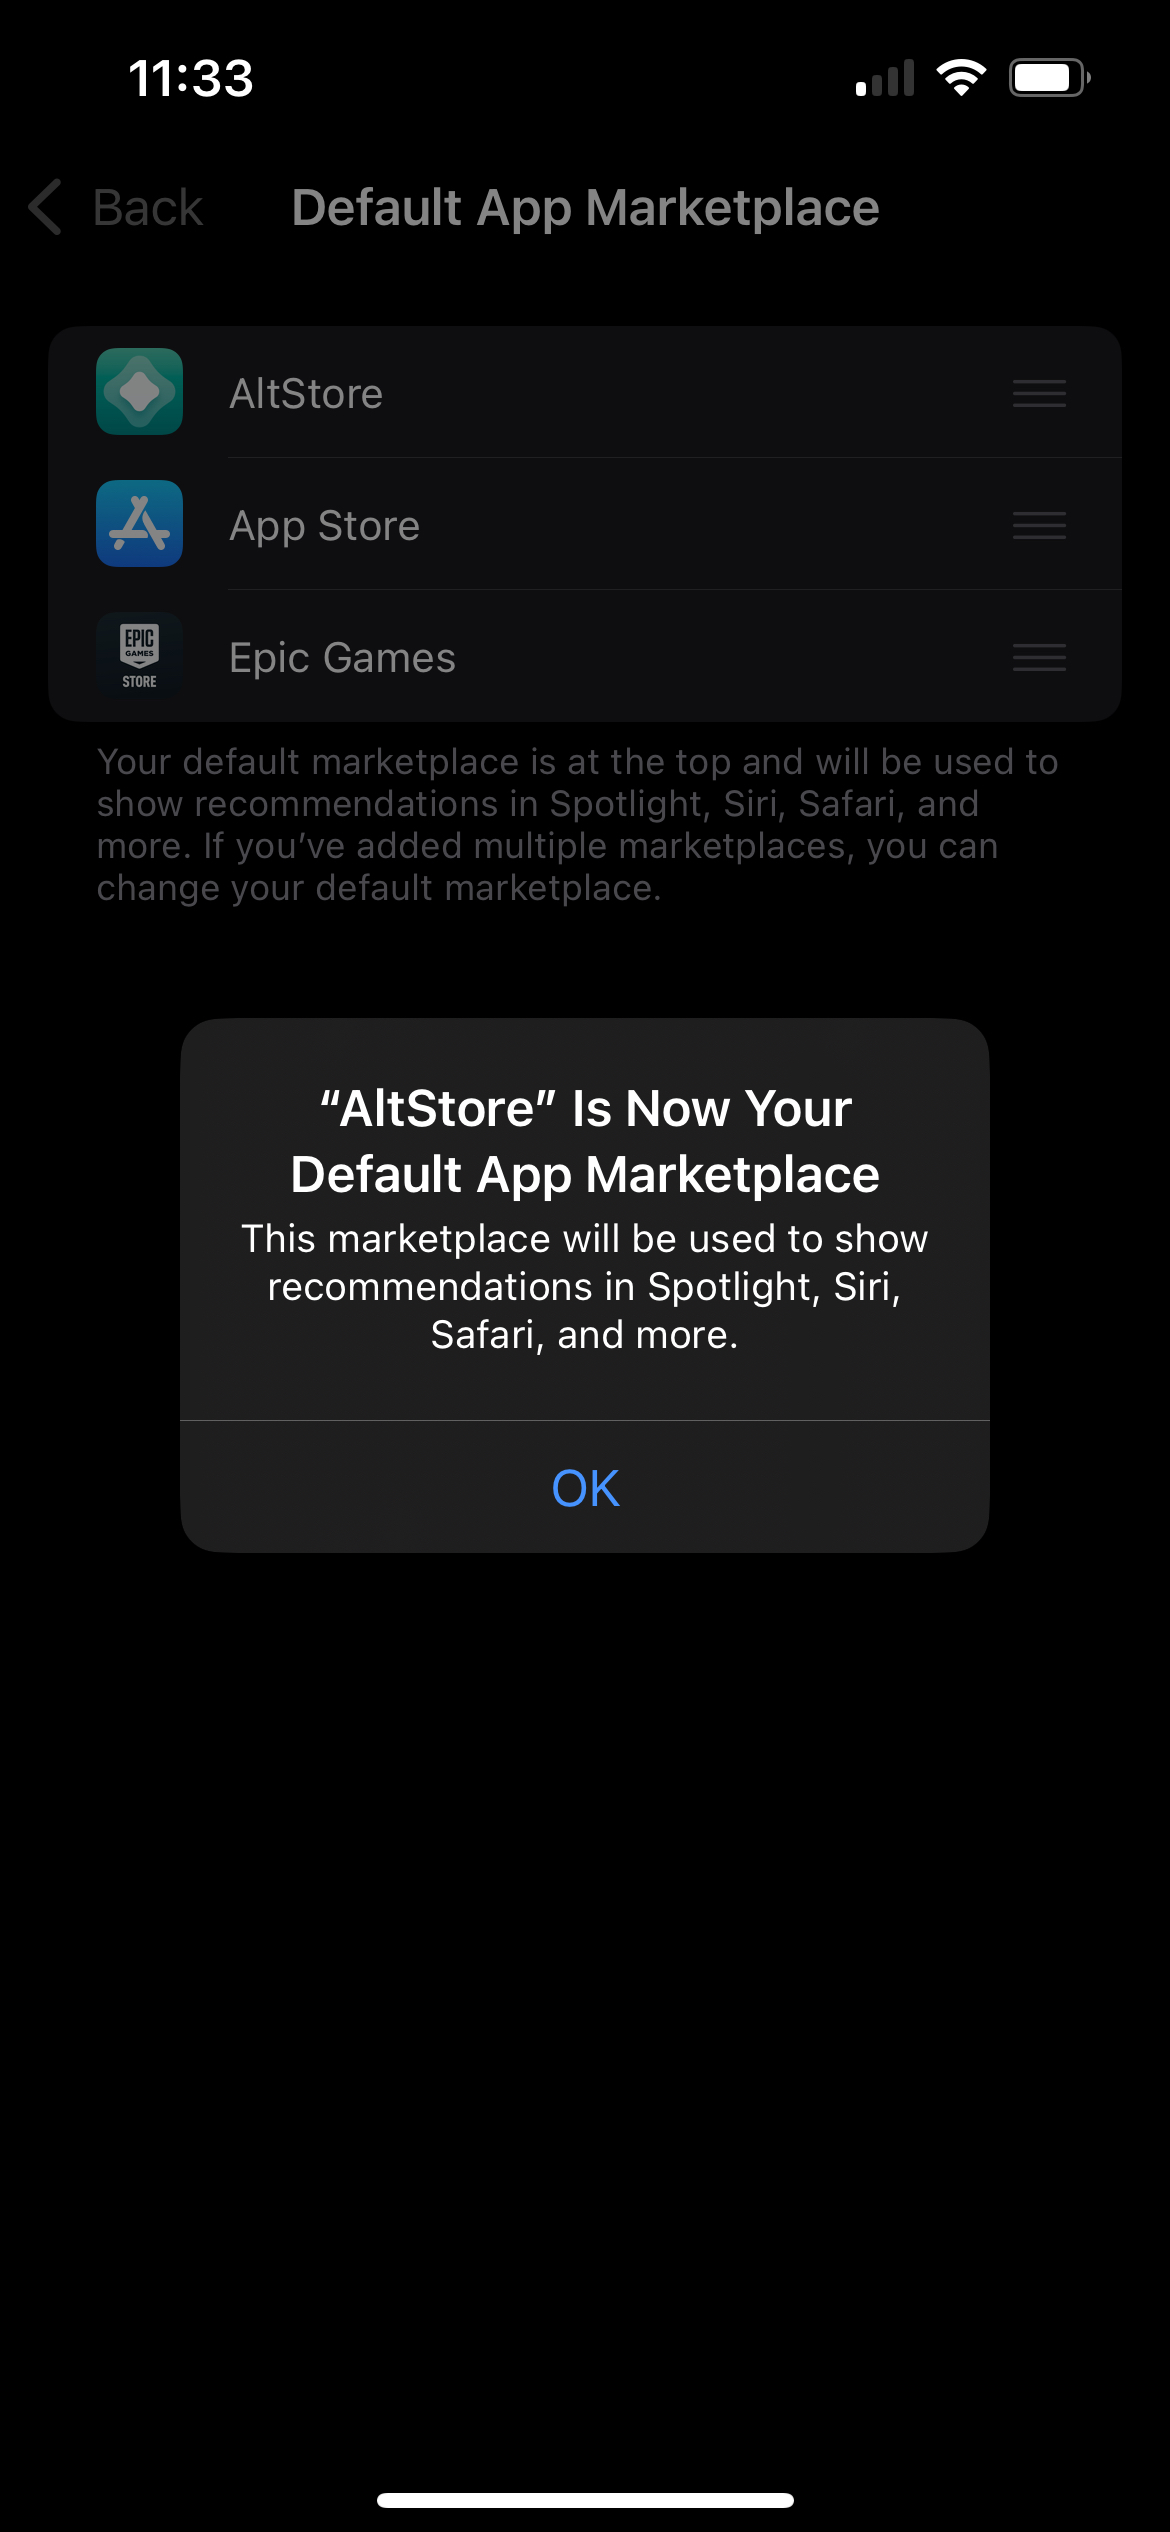 11:33
Back
Default App Marketplace
AltStore
App Store
EPIC
GAMES
STORE
Epic Games
Your default marketplace is at the top and will be used to
show recommendations in Spotlight, Siri, Safari, and
more. If you’ve added multiple marketplaces, you can
change your default marketplace.
“AltStore” Is Now Your
Default App Marketplace
This marketplace will be used to show
recommendations in Spotlight, Siri,
Safari, and more.
OK